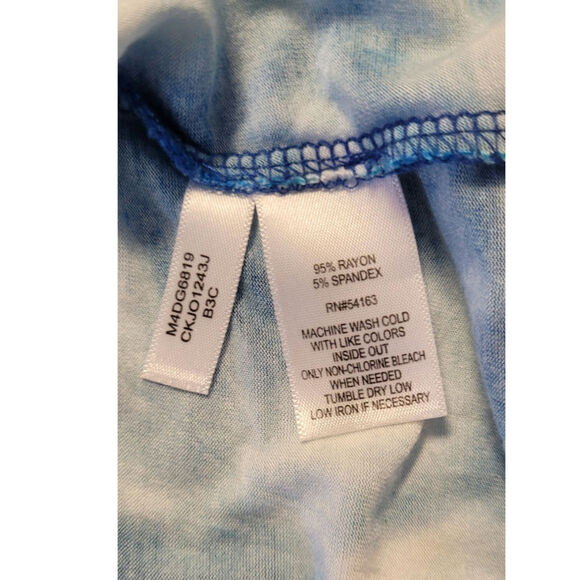 M4DG6819
CKJO1243J
B3C
95% RAYON
5% SPANDEX
RN#54163
MACHINE WASH COLD
WITH LIKE COLORS
INSIDE OUT
ONLY NON-CHLORINE BLEACH
WHEN NEEDED
TUMBLE DRY LOW
LOW IRON IF NECESSARY